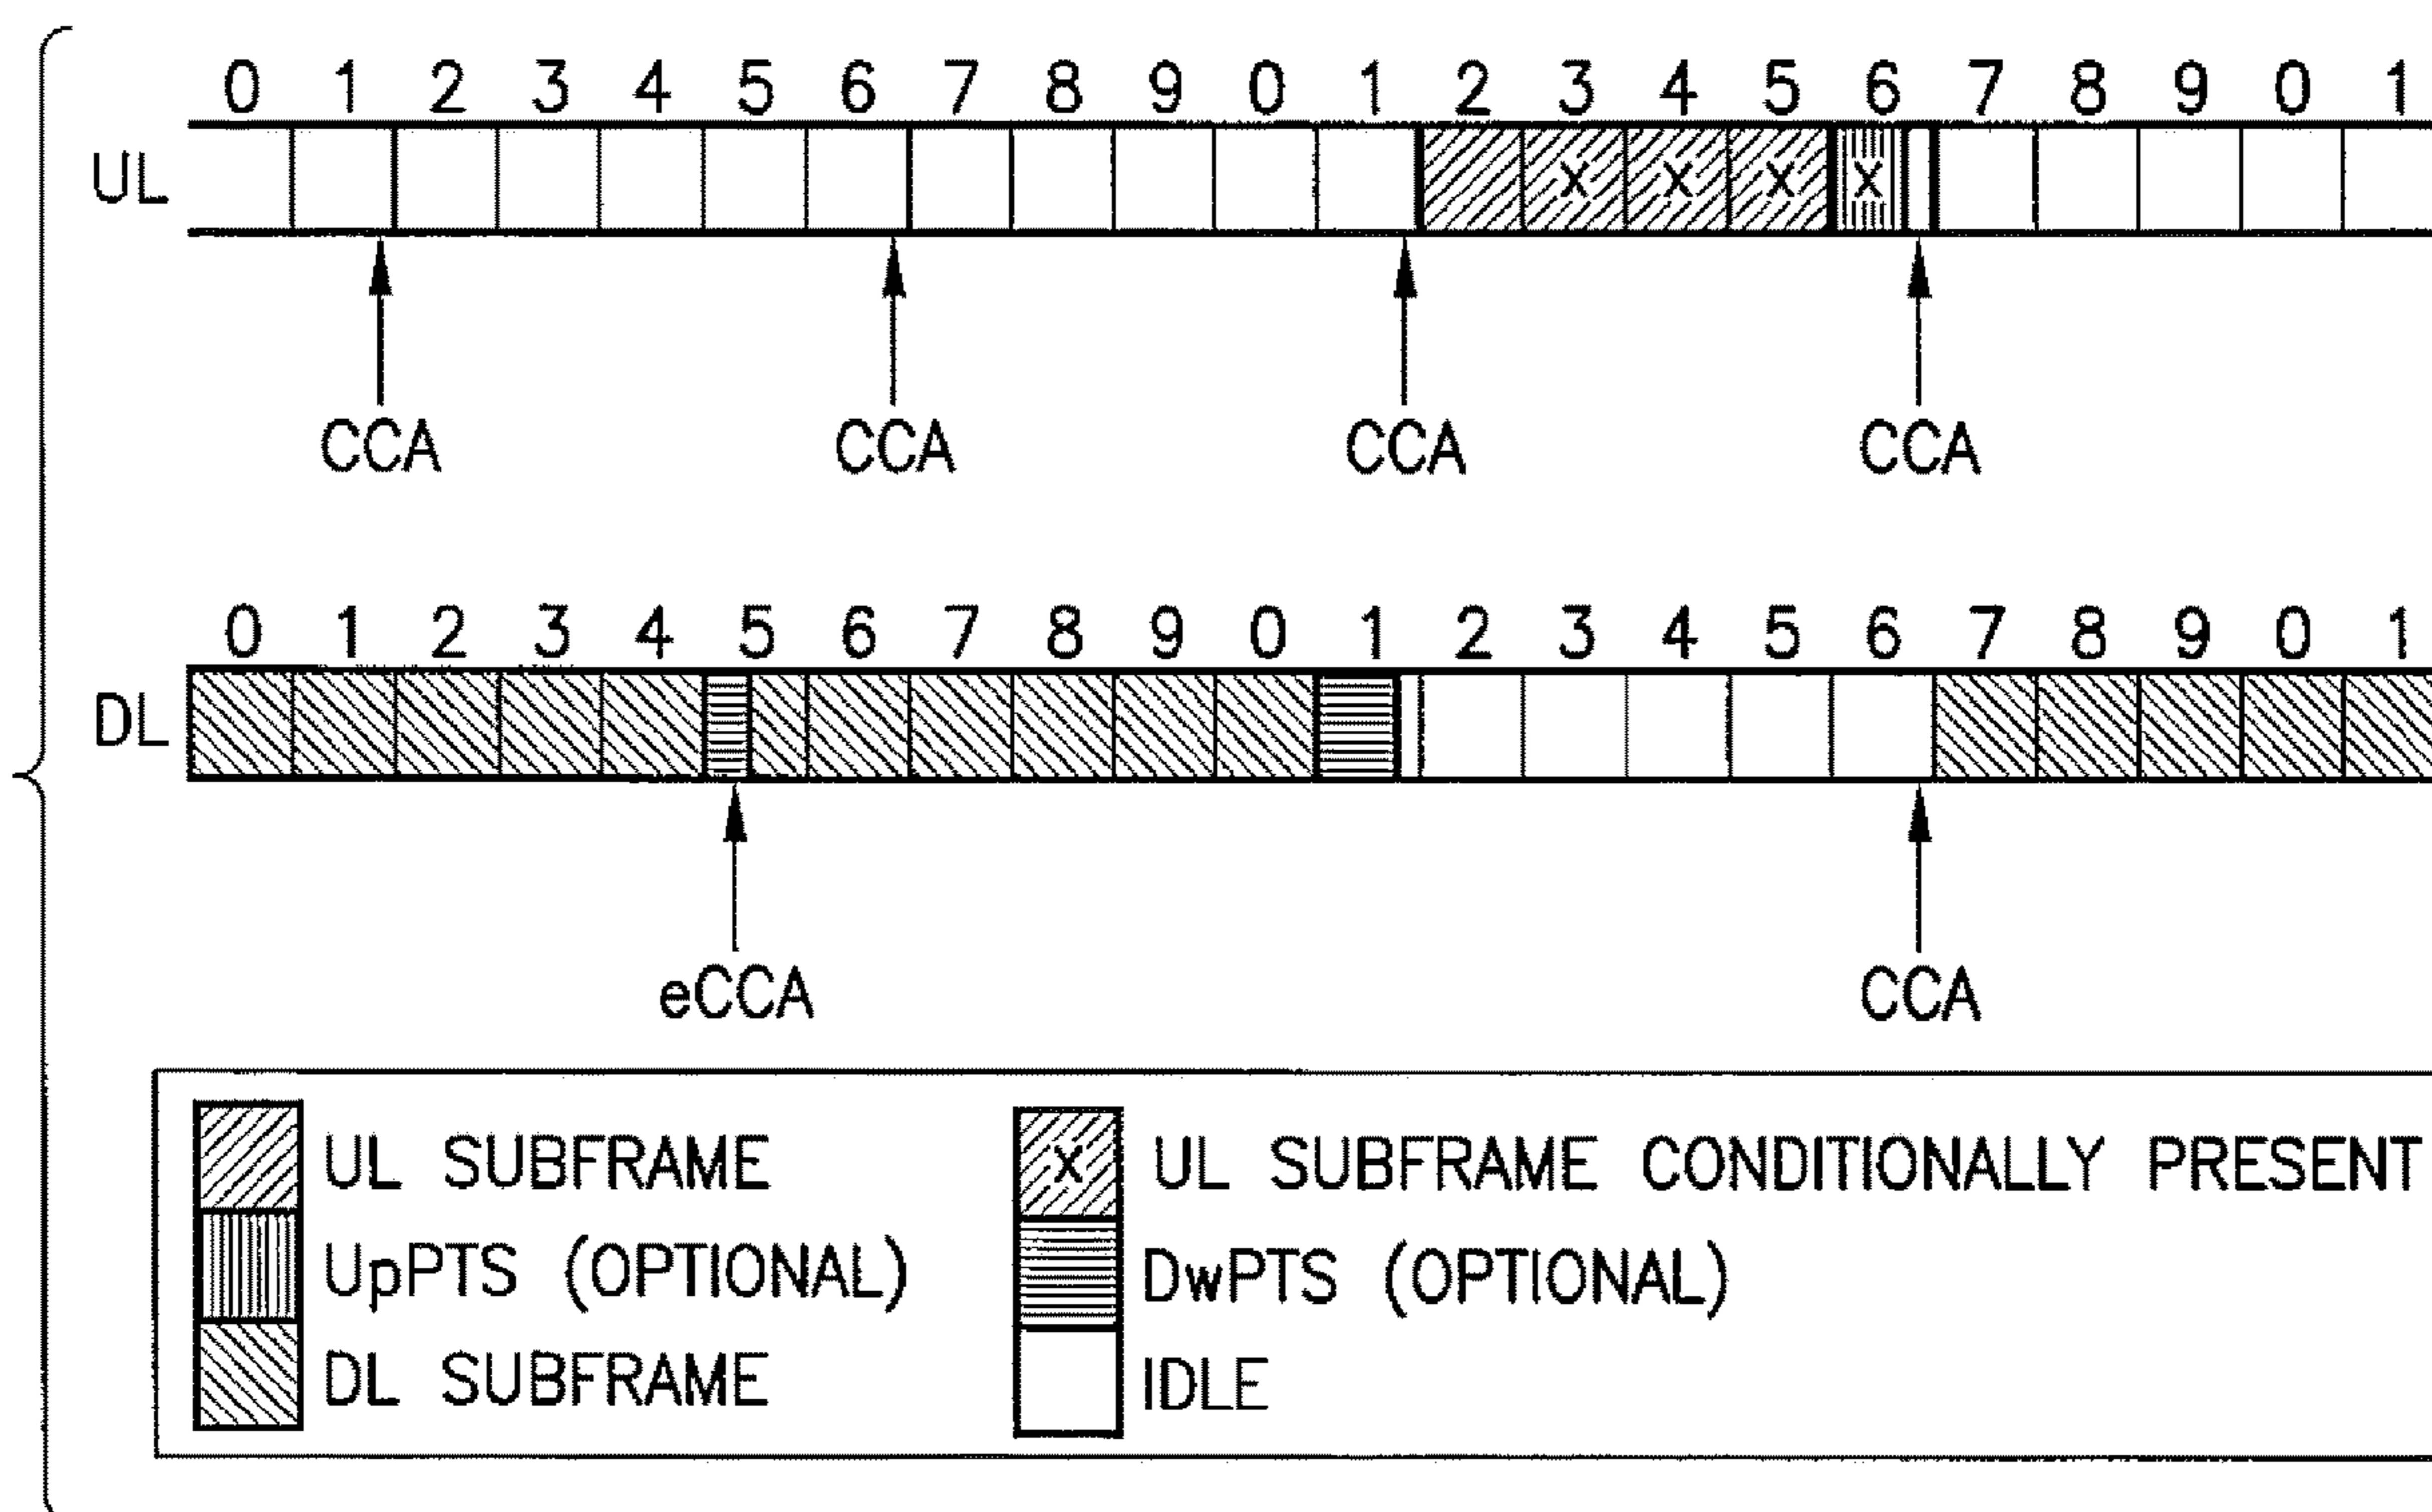 0 1 2 3 4 5 6 7 8 9 0 1 2 3 4 5 6 7 8 9 0 1
UL X X X X
CCA CCA CCA CCA
0 1 2 3 4 5 6 7 8 9 0 1 2 3 4 5 6 7 8 9 0 1
DL
eCCA CCA
UL SUBFRAME X UL SUBFRAME CONDITIONALLY PRESENT
UpPTS (OPTIONAL) DwPTS (OPTIONAL)
DL SUBFRAME IDLE